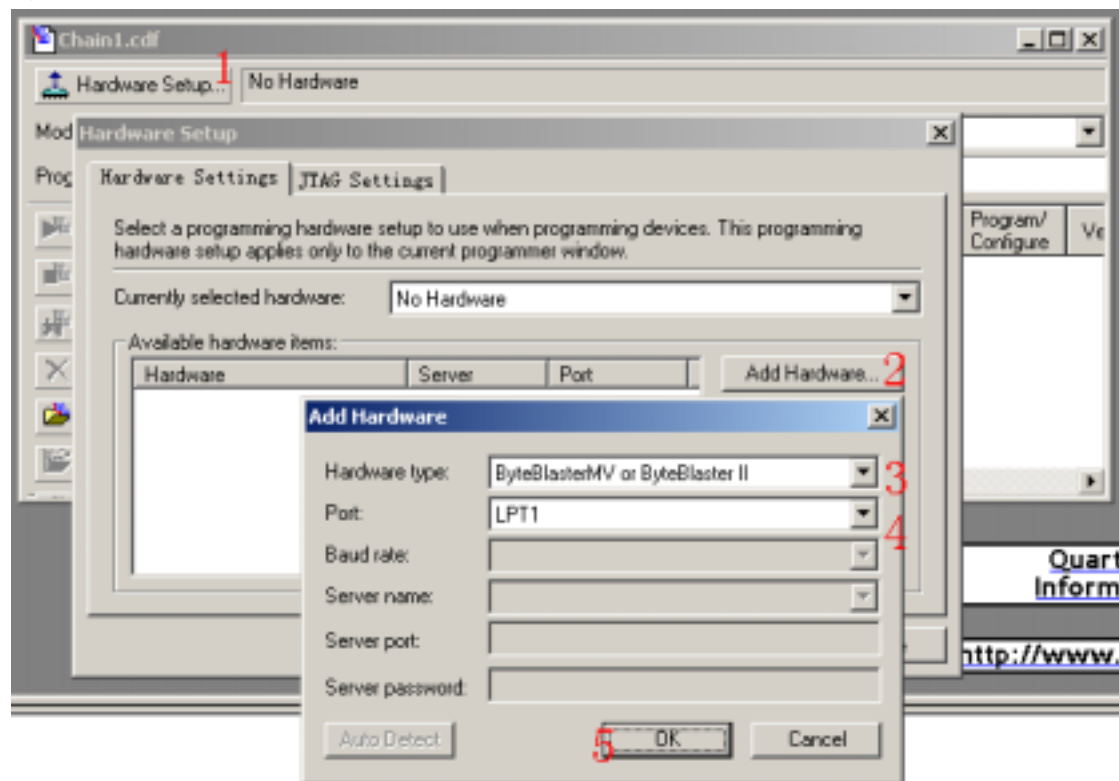 Chain1.cdf
Hardware Setup... 1 No Hardware
Mod
Hardware Setup
Prog
Hardware Settings JTAG Settings
Select a programming hardware setup to use when programming devices. This programming
hardware setup applies only to the current programmer window.
Program/
Configure
Ve
Currently selected hardware: No Hardware
Available hardware items:
Hardware Server Port
Add Hardware... 2
Add Hardware
Hardware type: ByteBlasterMV or ByteBlaster II 3
Port: LPT1 4
Baud rate:
Server name:
Server port:
Server password:
Auto Detect 5 OK Cancel
Quart
Inform
http://www.